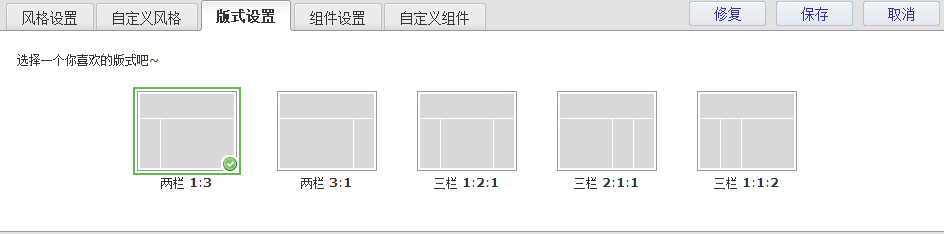 风格设置 自定义风格 版式设置 组件设置 自定义组件 修复 保存 取消
选择一个你喜欢的版式吧~
两栏 1:3 两栏 3:1 三栏 1:2:1 三栏 2:1:1 三栏 1:1:2